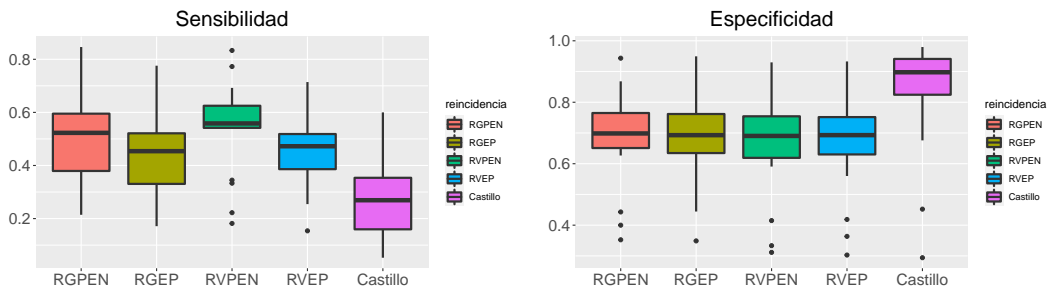 Sensibilidad
0.8
0.6
0.4
0.2
RGPEN RGEP RVPEN RVEP Castillo
reincidencia
RGPEN
RGEP
RVPEN
RVEP
Castillo
Especificidad
1.0
0.8
0.6
0.4
RGPEN RGEP RVPEN RVEP Castillo
reincidencia
RGPEN
RGEP
RVPEN
RVEP
Castillo